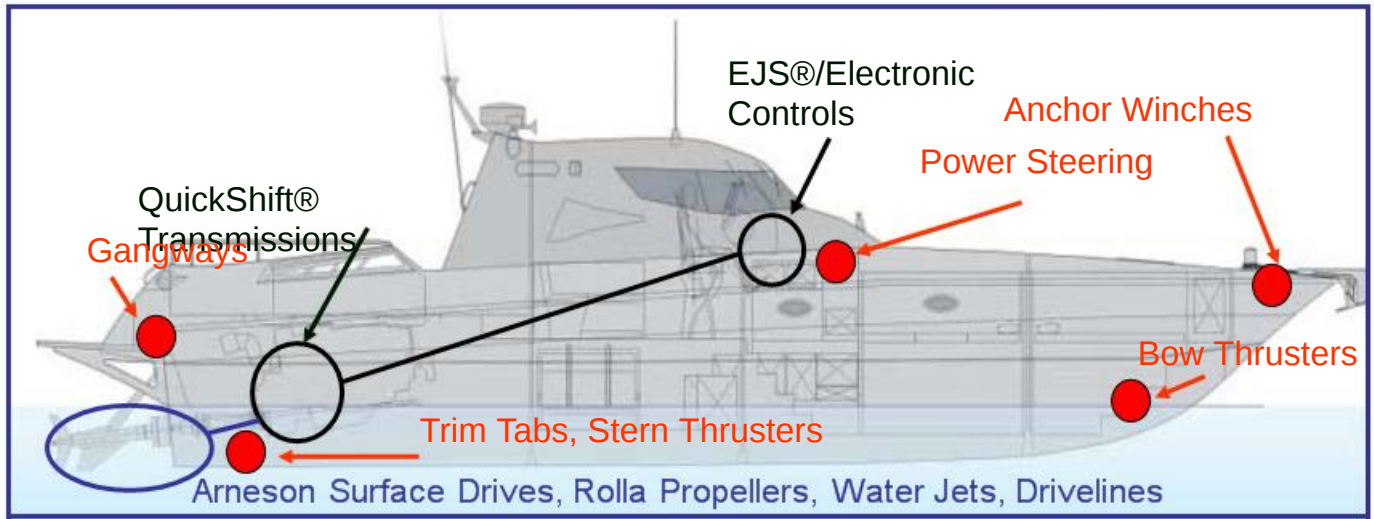 EJS®/Electronic
Controls
Anchor Winches
Power Steering
QuickShift®
Transmissions
Gangways
Bow Thrusters
Trim Tabs, Stern Thrusters
Arneson Surface Drives, Rolla Propellers, Water Jets, Drivelines